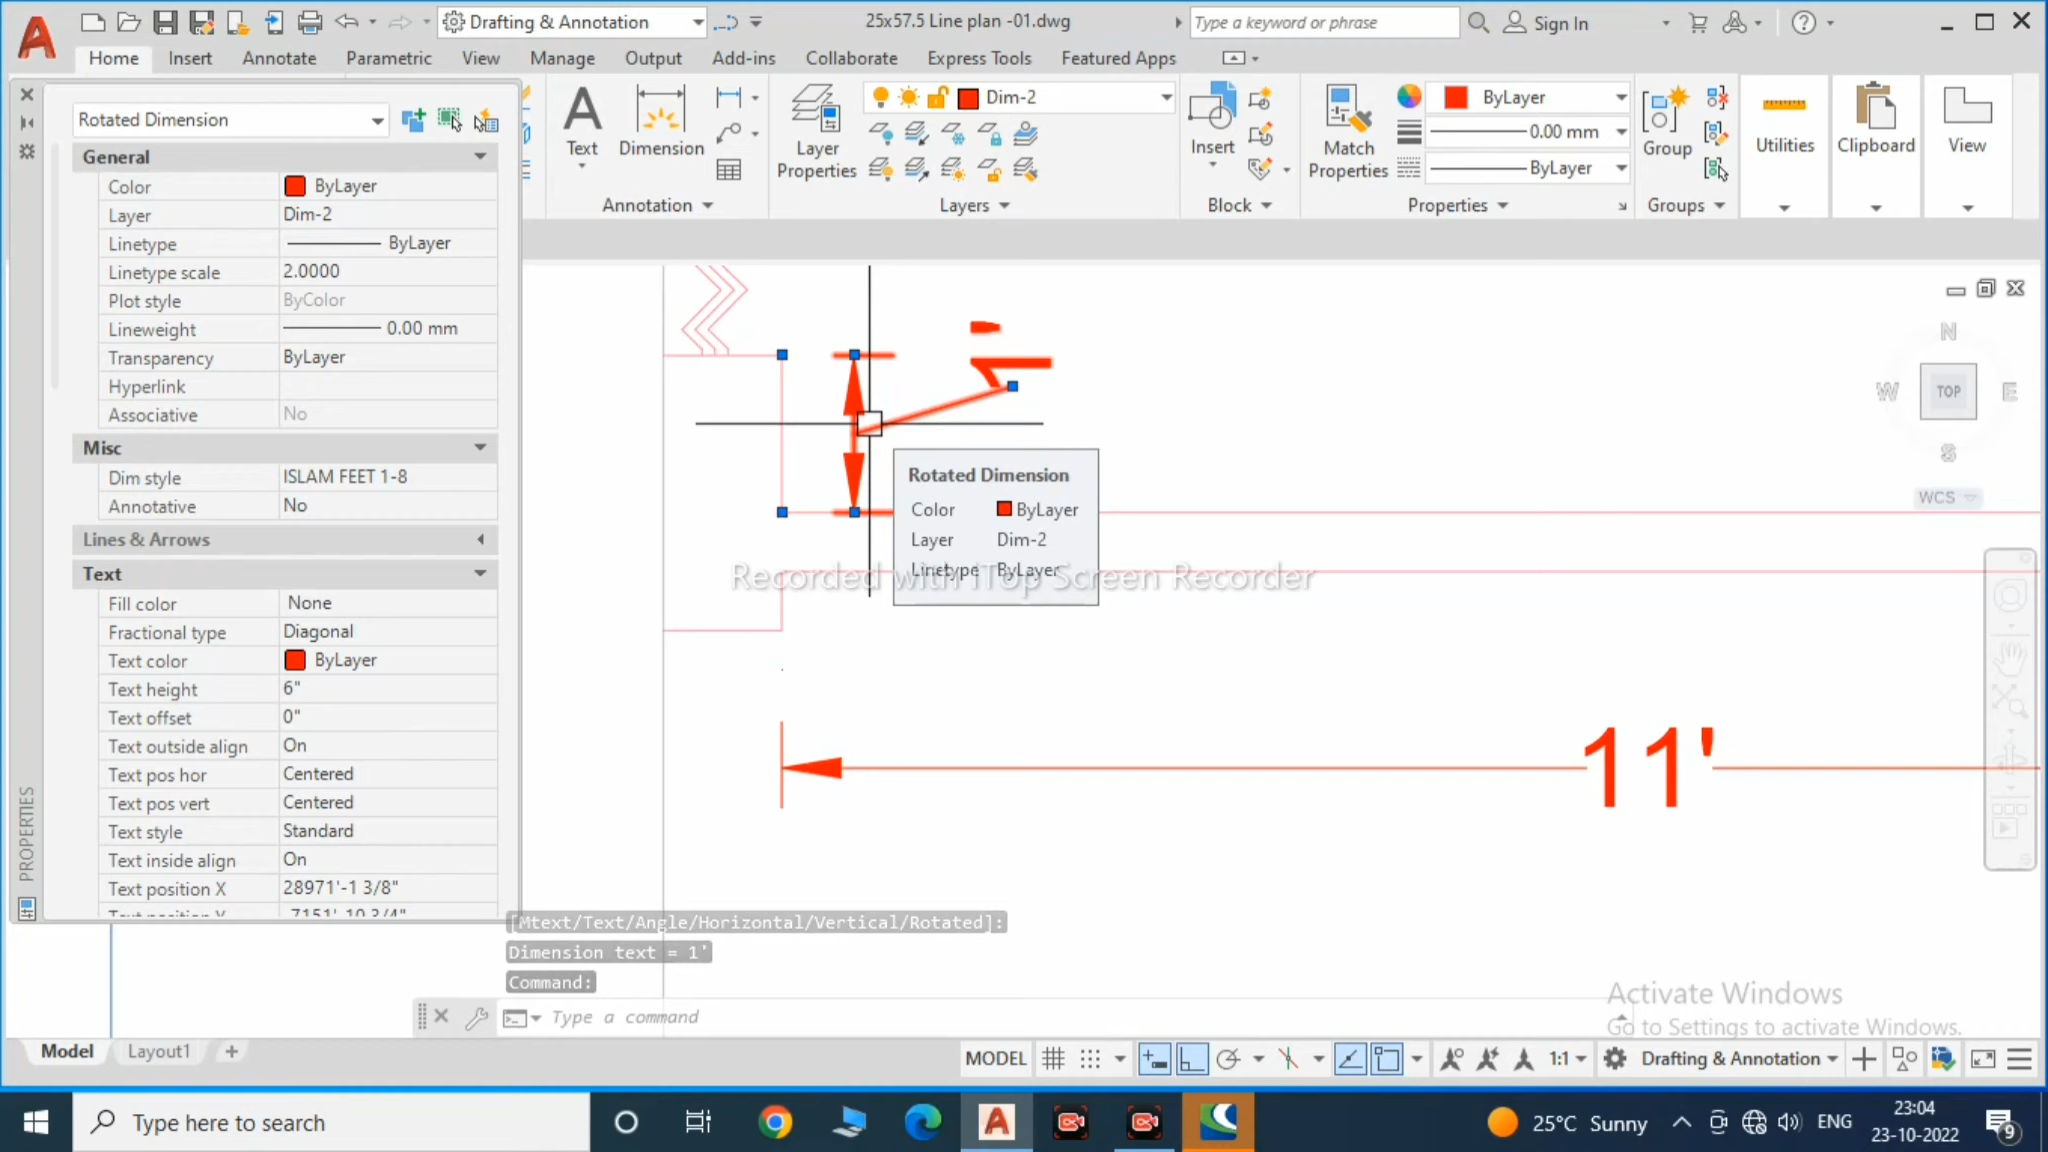 Drafting & Annotation
25x57.5 Line plan -01.dwg
Type a keyword or phrase
Sign In
Home
Insert
Annotate
Parametric
View
Manage
Output
Add-ins
Collaborate
Express Tools
Featured Apps
Rotated Dimension
General
Color ByLayer
Layer Dim-2
Linetype ByLayer
Linetype scale 2.0000
Plot style ByColor
Lineweight 0.00 mm
Transparency ByLayer
Hyperlink
Associative No
Misc
Dim style ISLAM FEET 1-8
Annotative No
Lines & Arrows
Text
Fill color None
Fractional type Diagonal
Text color ByLayer
Text height 6"
Text offset 0"
Text outside align On
Text pos hor Centered
Text pos vert Centered
Text style Standard
Text inside align On
Text position X 28971'-1 3/8"
PROPERTIES
Text
Dimension
Annotation
Layer
Properties
Dim-2
Layers
Insert
Block
Match
Properties
ByLayer
0.00 mm
ByLayer
Properties
Group
Groups
Utilities
Clipboard
View
N
W
TOP
E
S
WCS
1'
Rotated Dimension
Color ByLayer
Layer Dim-2
Linetype ByLayer
Recorded with iTop Screen Recorder
11'
[Mtext/Text/Angle/Horizontal/Vertical/Rotated]:
Dimension text = 1'
Command:
Type a command
Activate Windows
Go to Settings to activate Windows.
Model
Layout1
MODEL
1:1
Drafting & Annotation
Type here to search
25°C Sunny
ENG
23:04
23-10-2022
9